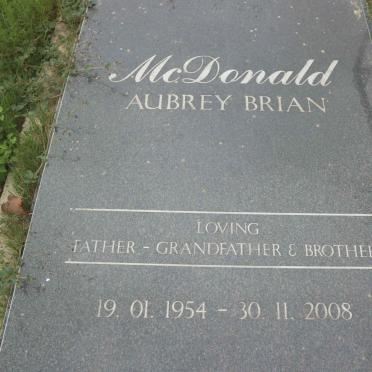 McDonald
AUBREY BRIAN
LOVING
FATHER - GRANDFATHER & BROTHER
19. 01. 1954 - 30. 11. 2008